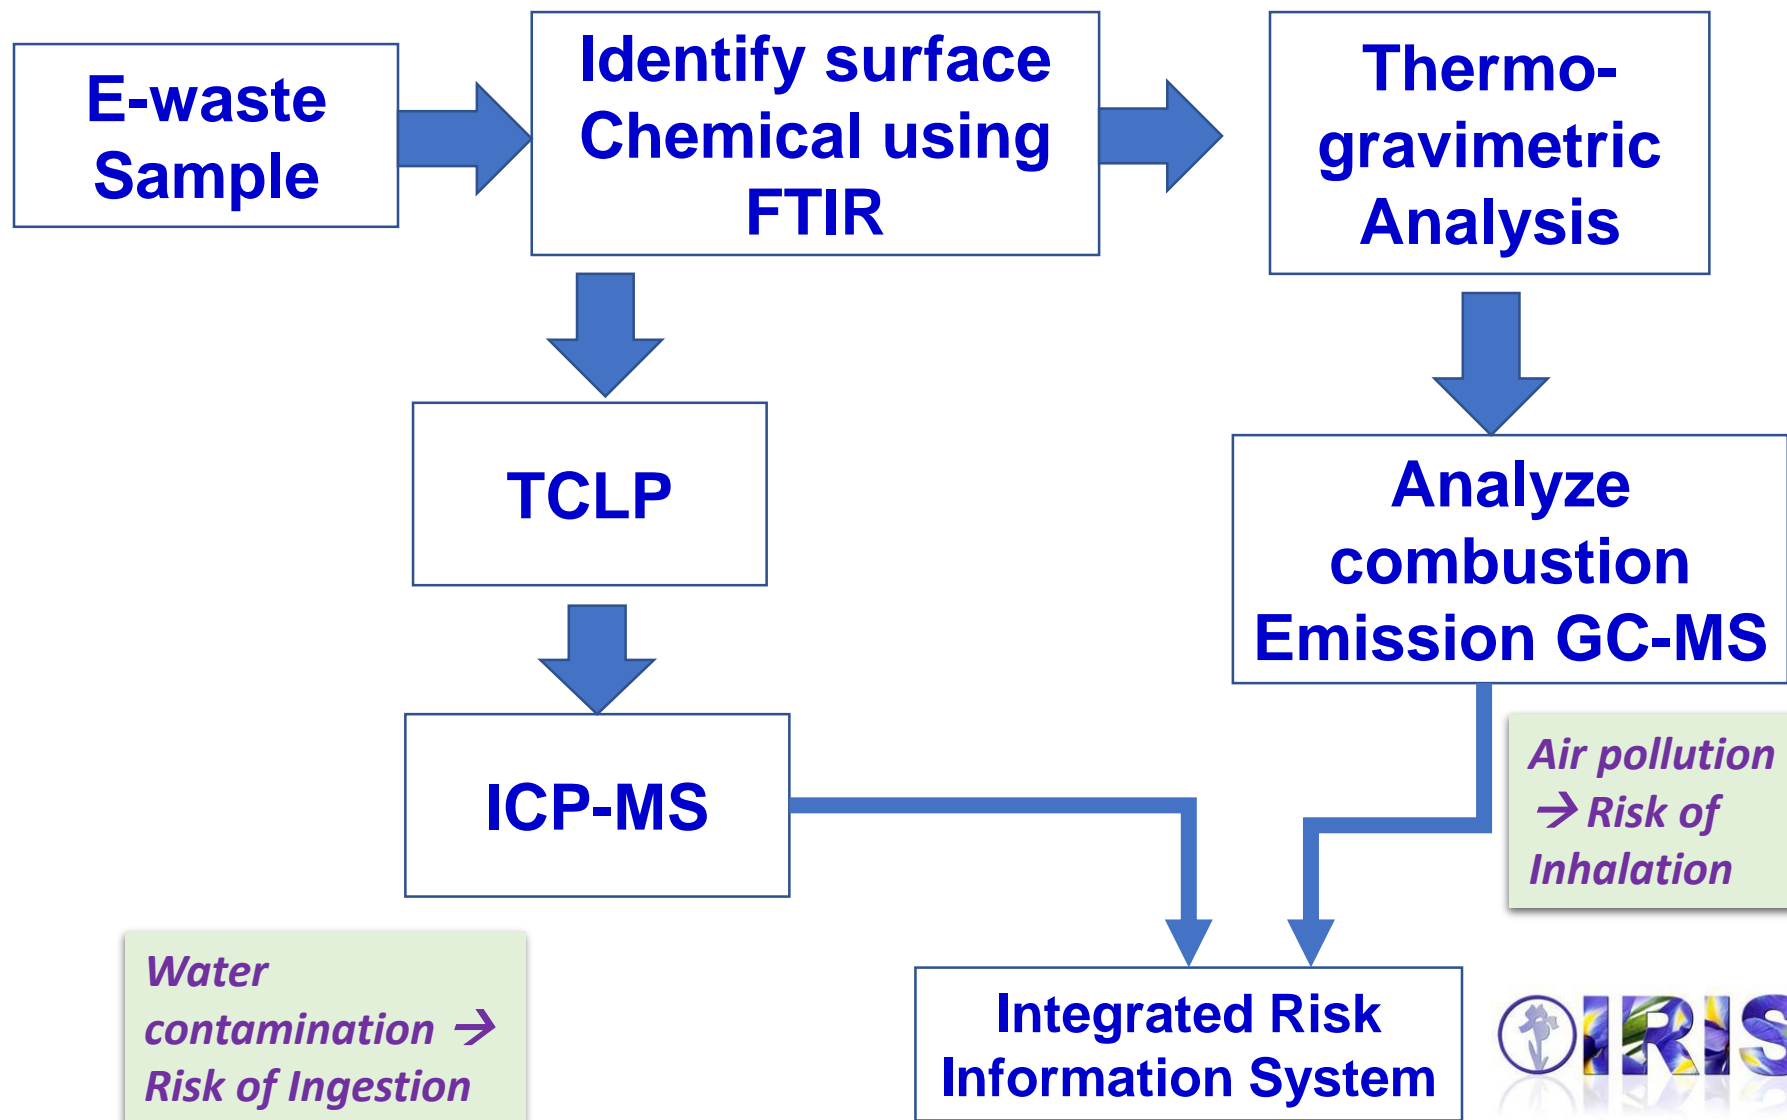 E-waste
Sample
Identify surface
Chemical using
FTIR
Thermo-
gravimetric
Analysis
TCLP
Analyze
combustion
Emission GC-MS
ICP-MS
Air pollution
→ Risk of
Inhalation
Water
contamination →
Risk of Ingestion
Integrated Risk
Information System
IRIS